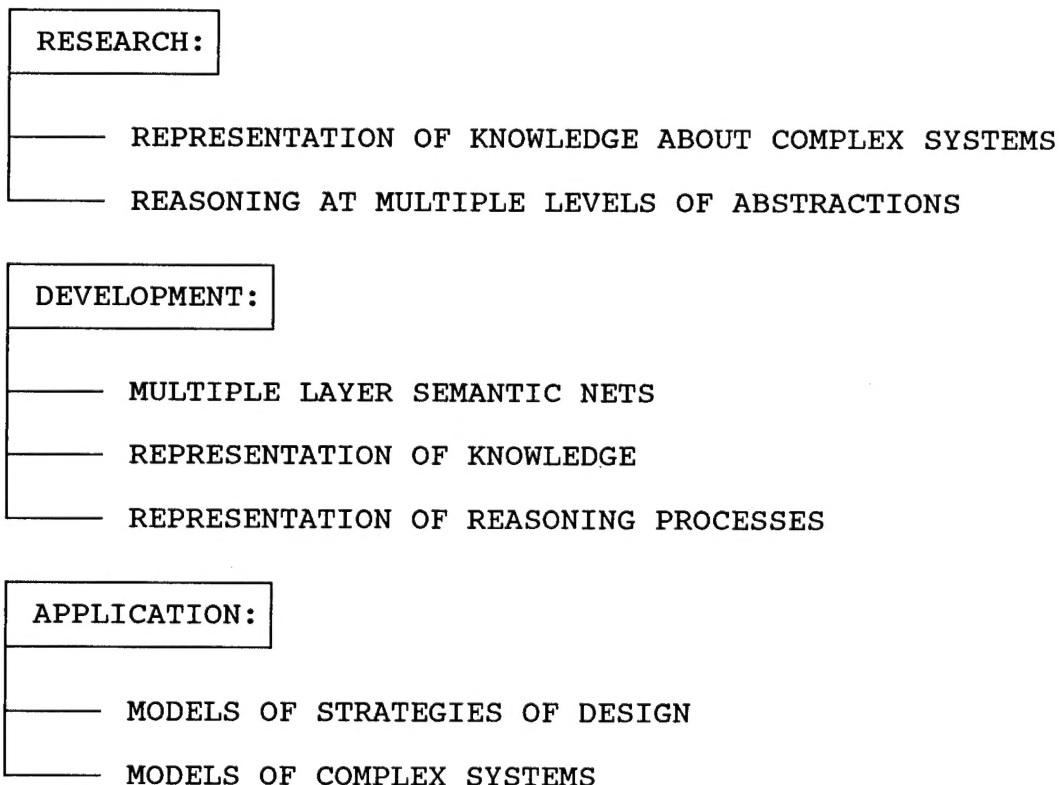 RESEARCH:
REPRESENTATION OF KNOWLEDGE ABOUT COMPLEX SYSTEMS
REASONING AT MULTIPLE LEVELS OF ABSTRACTIONS
DEVELOPMENT:
MULTIPLE LAYER SEMANTIC NETS
REPRESENTATION OF KNOWLEDGE
REPRESENTATION OF REASONING PROCESSES
APPLICATION:
MODELS OF STRATEGIES OF DESIGN
MODELS OF COMPLEX SYSTEMS